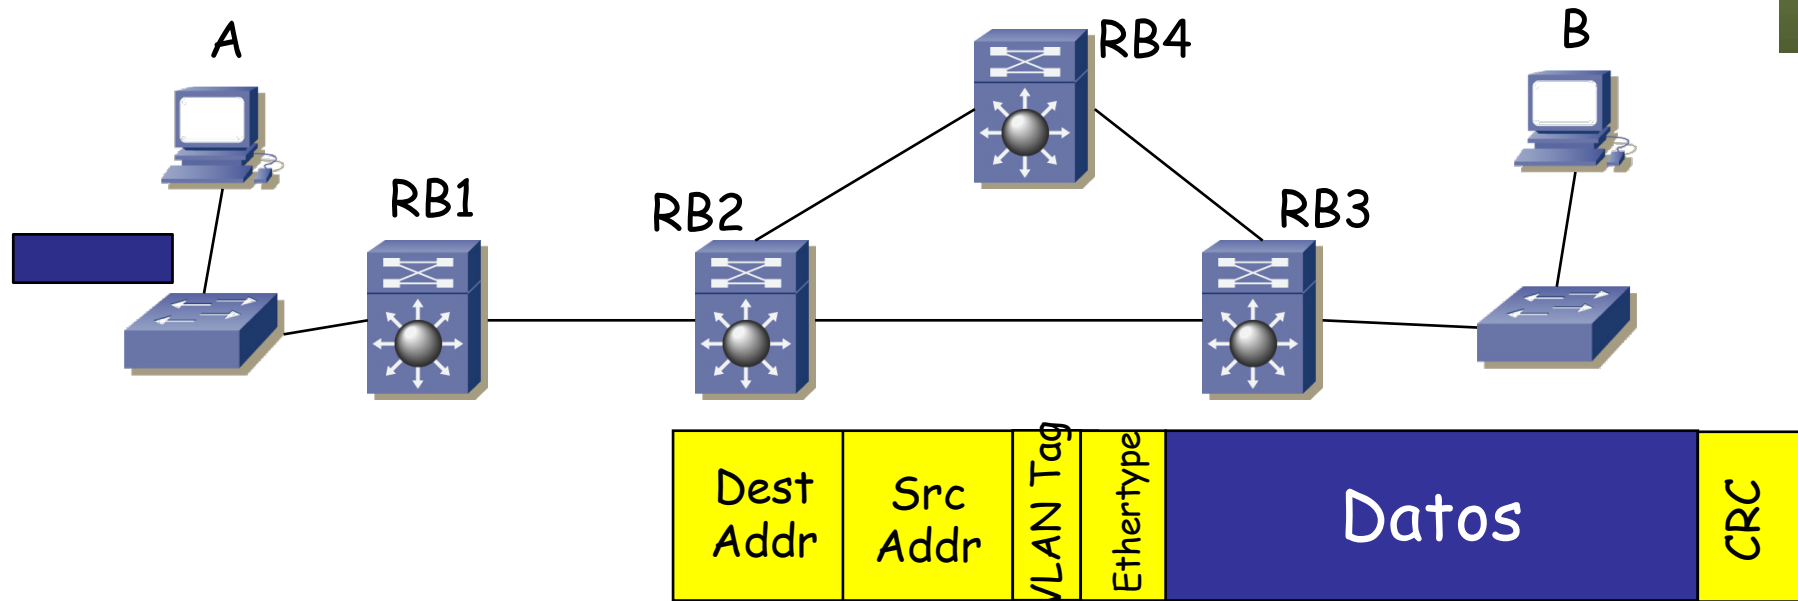 A
RB4
B
RB1
RB2
RB3
Dest
Addr
Src
Addr
VLAN Tag
Ethertype
Datos
CRC